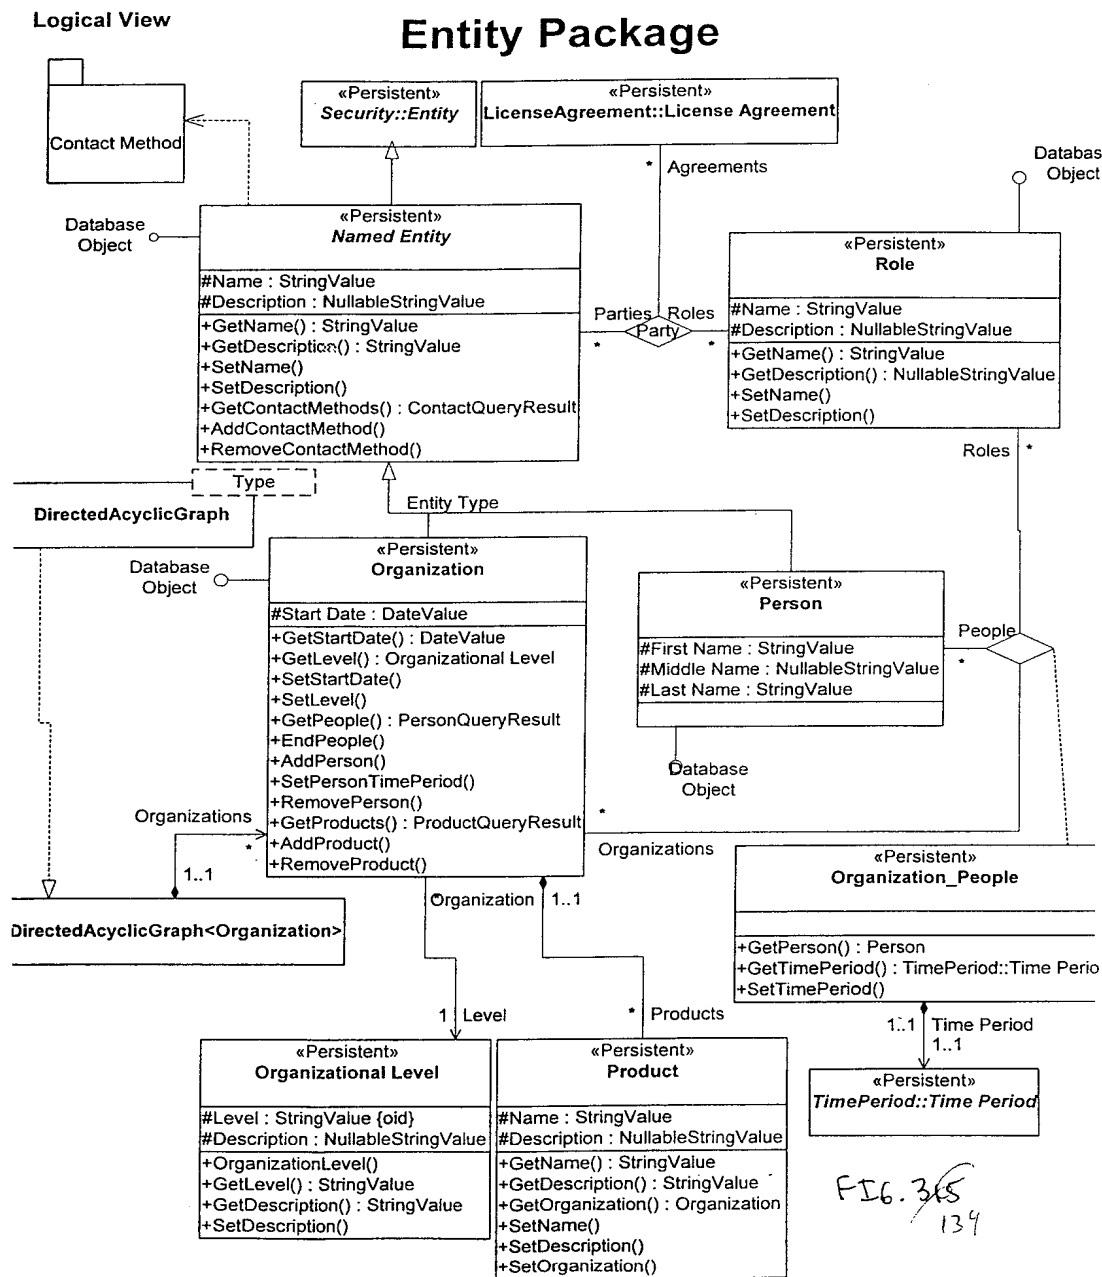 Logical View
Entity Package
Contact Method
«Persistent»
Security::Entity
«Persistent»
LicenseAgreement::License Agreement
* Agreements
Databas
Object
Database
Object
«Persistent»
Named Entity
#Name : StringValue
#Description : NullableStringValue
+GetName() : StringValue
+GetDescription() : StringValue
+SetName()
+SetDescription()
+GetContactMethods() : ContactQueryResult
+AddContactMethod()
+RemoveContactMethod()
Parties Roles
Party
* *
«Persistent»
Role
#Name : StringValue
#Description : NullableStringValue
+GetName() : StringValue
+GetDescription() : NullableStringValue
+SetName()
+SetDescription()
Roles *
Type
DirectedAcyclicGraph
Entity Type
Database
Object
«Persistent»
Organization
#Start Date : DateValue
+GetStartDate() : DateValue
+GetLevel() : Organizational Level
+SetStartDate()
+SetLevel()
+GetPeople() : PersonQueryResult
+EndPeople()
+AddPerson()
+SetPersonTimePeriod()
+RemovePerson()
+GetProducts() : ProductQueryResult
+AddProduct()
+RemoveProduct()
«Persistent»
Person
#First Name : StringValue
#Middle Name : NullableStringValue
#Last Name : StringValue
Database
Object
People
*
Organizations
*
1..1
*
Organizations
DirectedAcyclicGraph<Organization>
*
Organization 1..1
«Persistent»
Organization_People
+GetPerson() : Person
+GetTimePeriod() : TimePeriod::Time Perio
+SetTimePeriod()
1..1 Time Period
1..1
«Persistent»
TimePeriod::Time Period
1 Level
* Products
«Persistent»
Organizational Level
#Level : StringValue {oid}
#Description : NullableStringValue
+OrganizationLevel()
+GetLevel() : StringValue
+GetDescription() : StringValue
+SetDescription()
«Persistent»
Product
#Name : StringValue
#Description : NullableStringValue
+GetName() : StringValue
+GetDescription() : StringValue
+GetOrganization() : Organization
+SetName()
+SetDescription()
+SetOrganization()
FIG.
134